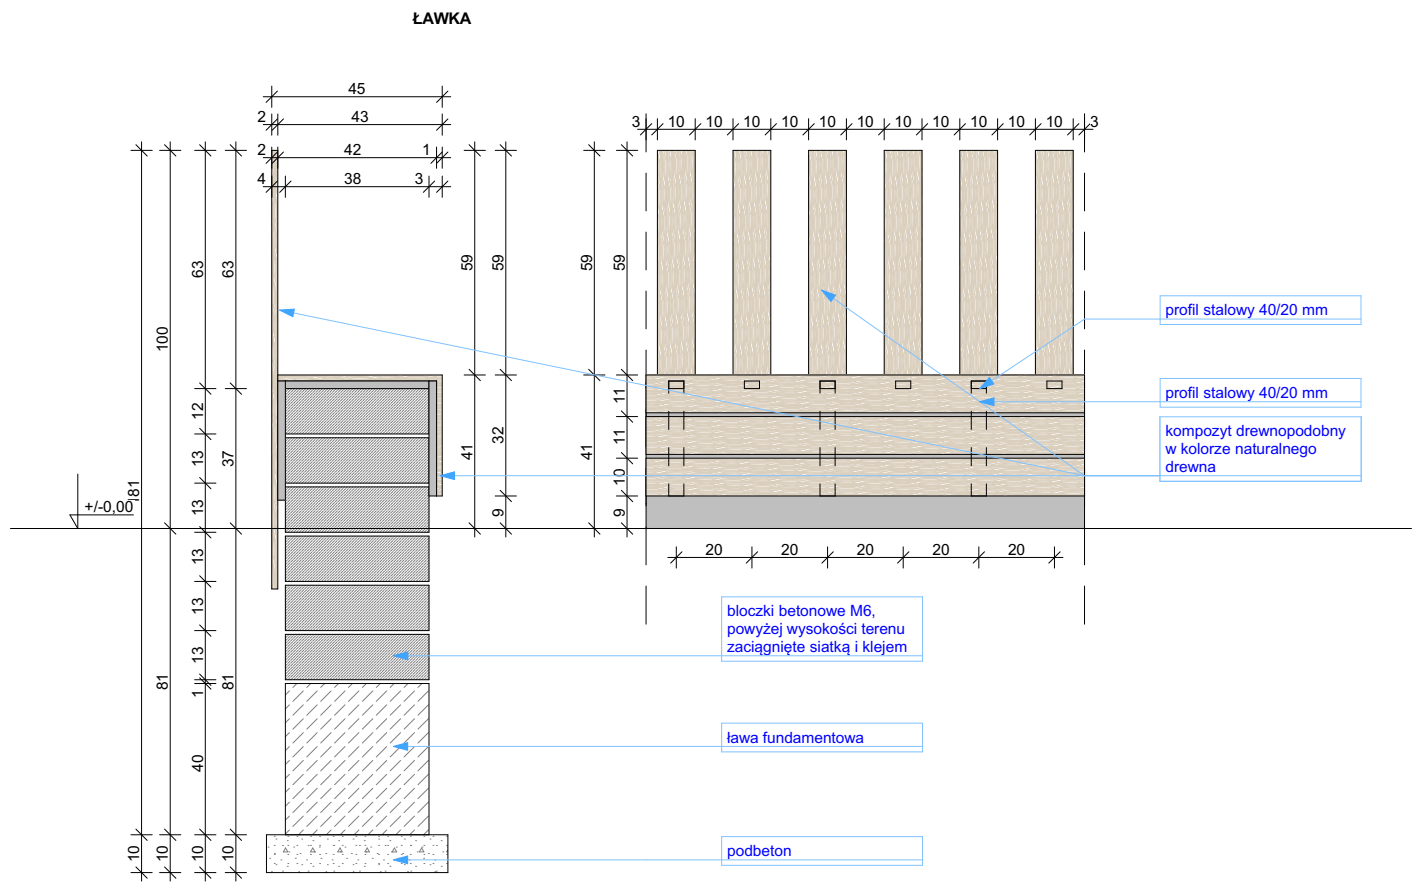 ŁAWKA
45
2 43
2 42 1
4 38 3
3 10 10 10 10 10 10 10 10 10 10 10 3
63 63 59 59 59 59
100
profil stalowy 40/20 mm
profil stalowy 40/20 mm
kompozyt drewnopodobny
w kolorze naturalnego
drewna
12 11
32 11
13 37 41 41 10
181
+/-0,00
13 9 9
20 20 20 20 20
13
13
13
bloczki betonowe M6,
powyżej wysokości terenu
zaciągnięte siatką i klejem
81 1 81
ława fundamentowa
40
podbeton
10 10 10 10